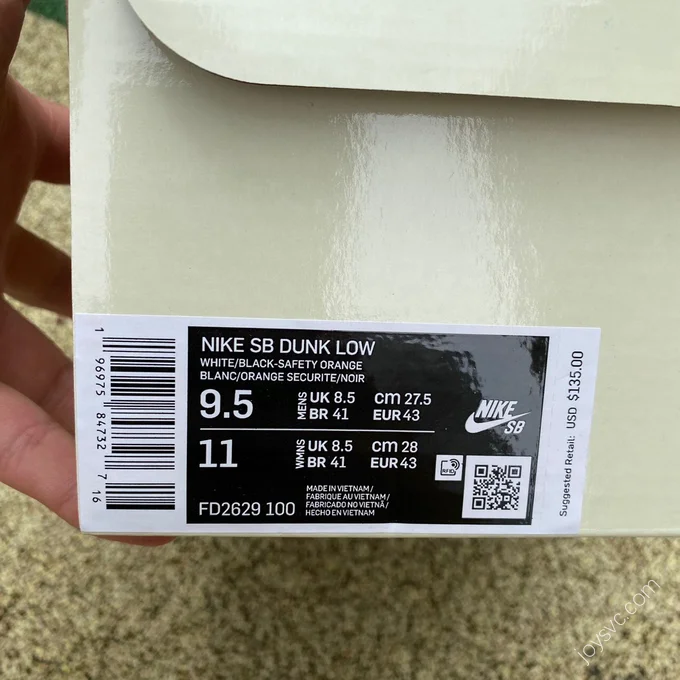 1 96975 84732 7 16
NIKE SB DUNK LOW
WHITE/BLACK-SAFETY ORANGE
BLANC/ORANGE SECURITE/NOIR
9.5 MENS UK 8.5 cm 27.5
BR 41 EUR 43
11 WMNS UK 8.5 cm 28
BR 41 EUR 43
FD2629 100
MADE IN VIETNAM/
FABRIQUE AU VIETNAM/
FABRICADO NO VIETNÃ/
HECHO EN VIETNAM
NIKE
SB
RFID
Suggested Retail: USD $135.00
joysvc.com